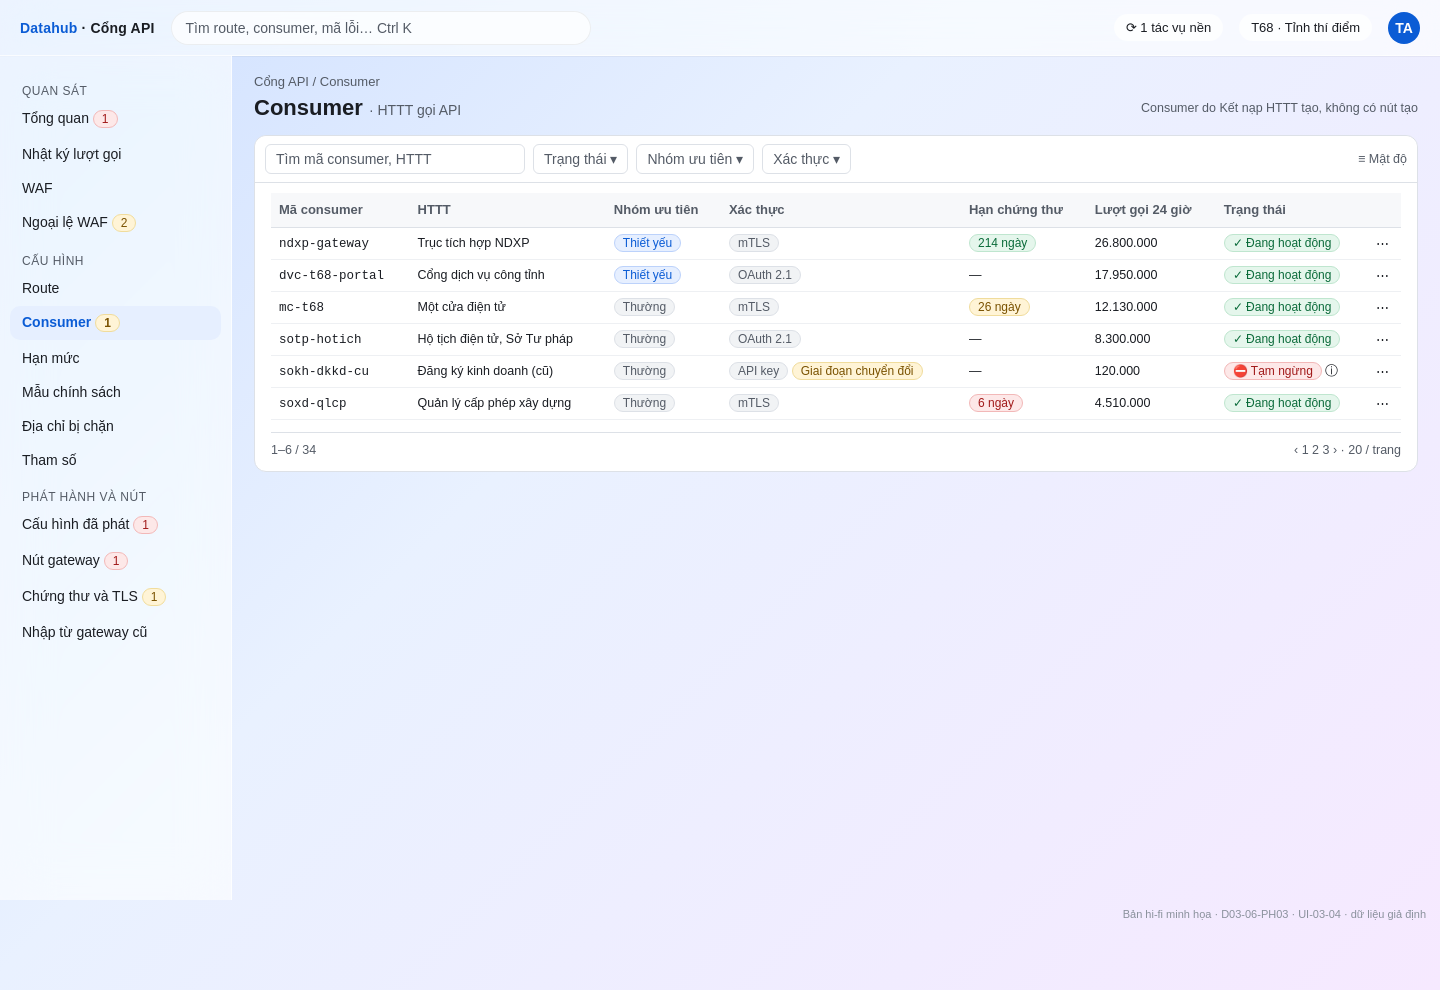 Datahub · Cổng API
Tìm route, consumer, mã lỗi… Ctrl K
⟳ 1 tác vụ nền
T68 · Tỉnh thí điểm
TA
QUAN SÁT
Tổng quan 1
Nhật ký lượt gọi
WAF
Ngoại lệ WAF 2
CẤU HÌNH
Route
Consumer 1
Hạn mức
Mẫu chính sách
Địa chỉ bị chặn
Tham số
PHÁT HÀNH VÀ NÚT
Cấu hình đã phát 1
Nút gateway 1
Chứng thư và TLS 1
Nhập từ gateway cũ
Cổng API / Consumer
Consumer · HTTT gọi API
Consumer do Kết nạp HTTT tạo, không có nút tạo
Tìm mã consumer, HTTT
Trạng thái ▾
Nhóm ưu tiên ▾
Xác thực ▾
≡ Mật độ
Mã consumer HTTT Nhóm ưu tiên Xác thực Hạn chứng thư Lượt gọi 24 giờ Trạng thái
ndxp-gateway Trục tích hợp NDXP Thiết yếu mTLS 214 ngày 26.800.000 ✓ Đang hoạt động ⋯
dvc-t68-portal Cổng dịch vụ công tỉnh Thiết yếu OAuth 2.1 — 17.950.000 ✓ Đang hoạt động ⋯
mc-t68 Một cửa điện tử Thường mTLS 26 ngày 12.130.000 ✓ Đang hoạt động ⋯
sotp-hotich Hộ tịch điện tử, Sở Tư pháp Thường OAuth 2.1 — 8.300.000 ✓ Đang hoạt động ⋯
sokh-dkkd-cu Đăng ký kinh doanh (cũ) Thường API key Giai đoạn chuyển đổi — 120.000 ⛔ Tạm ngừng ⓘ ⋯
soxd-qlcp Quản lý cấp phép xây dựng Thường mTLS 6 ngày 4.510.000 ✓ Đang hoạt động ⋯
1–6 / 34
‹ 1 2 3 › · 20 / trang
Bản hi-fi minh họa · D03-06-PH03 · UI-03-04 · dữ liệu giả định